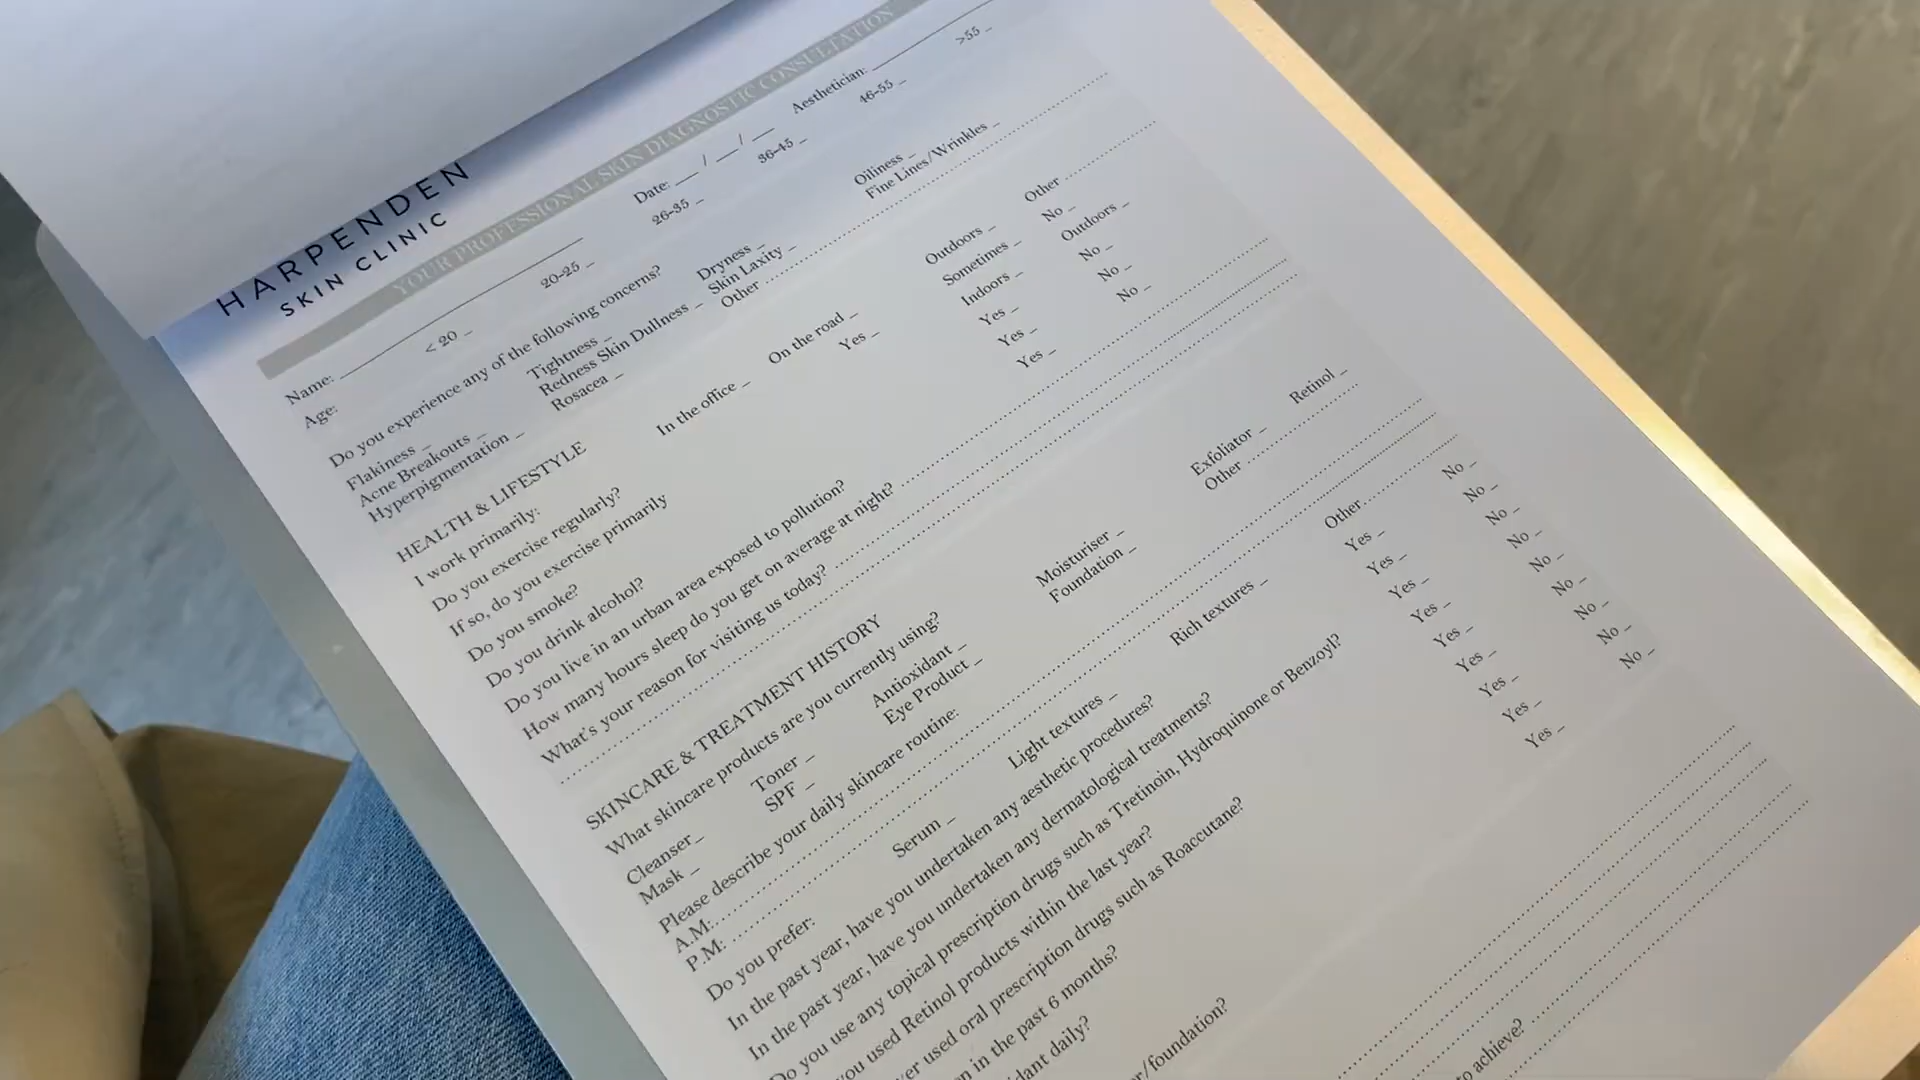 HARPENDEN
SKIN CLINIC
YOUR PROFESSIONAL SKIN DIAGNOSTIC CONSULTATION
Name: Date: __ / __ / __ Aesthetician:
Age: < 20 _ 20-25 _ 26-35 _ 36-45 _ 46-55 _ >55 _
Do you experience any of the following concerns?
Flakiness _ Tightness _ Dryness _ Oiliness _
Acne Breakouts _ Redness Skin Dullness _ Skin Laxity _ Fine Lines/Wrinkles _
Hyperpigmentation _ Rosacea _ Other
HEALTH & LIFESTYLE
I work primarily: In the office _ On the road _ Outdoors _ Other
Do you exercise regularly? Yes _ Sometimes _ No _
If so, do you exercise primarily Indoors _ Outdoors _
Do you smoke? Yes _ No _
Do you drink alcohol? Yes _ No _
Do you live in an urban area exposed to pollution? Yes _ No _
How many hours sleep do you get on average at night?
What's your reason for visiting us today?
SKINCARE & TREATMENT HISTORY
What skincare products are you currently using?
Cleanser_ Toner _ Antioxidant _ Moisturiser _ Exfoliator _ Retinol _
Mask _ SPF _ Eye Product _ Foundation _ Other
Please describe your daily skincare routine:
A.M:
P.M:
Do you prefer: Serum _ Light textures _ Rich textures _ Other
In the past year, have you undertaken any aesthetic procedures? Yes _ No _
In the past year, have you undertaken any dermatological treatments? Yes _ No _
Do you use any topical prescription drugs such as Tretinoin, Hydroquinone or Benzoyl? Yes _ No _
you used Retinol products within the last year? Yes _ No _
used oral prescription drugs such as Roaccutane? Yes _ No _
in the past 6 months? Yes _ No _
daily? Yes _ No _
/foundation? Yes _ No _
Yes _ No _
to achieve?